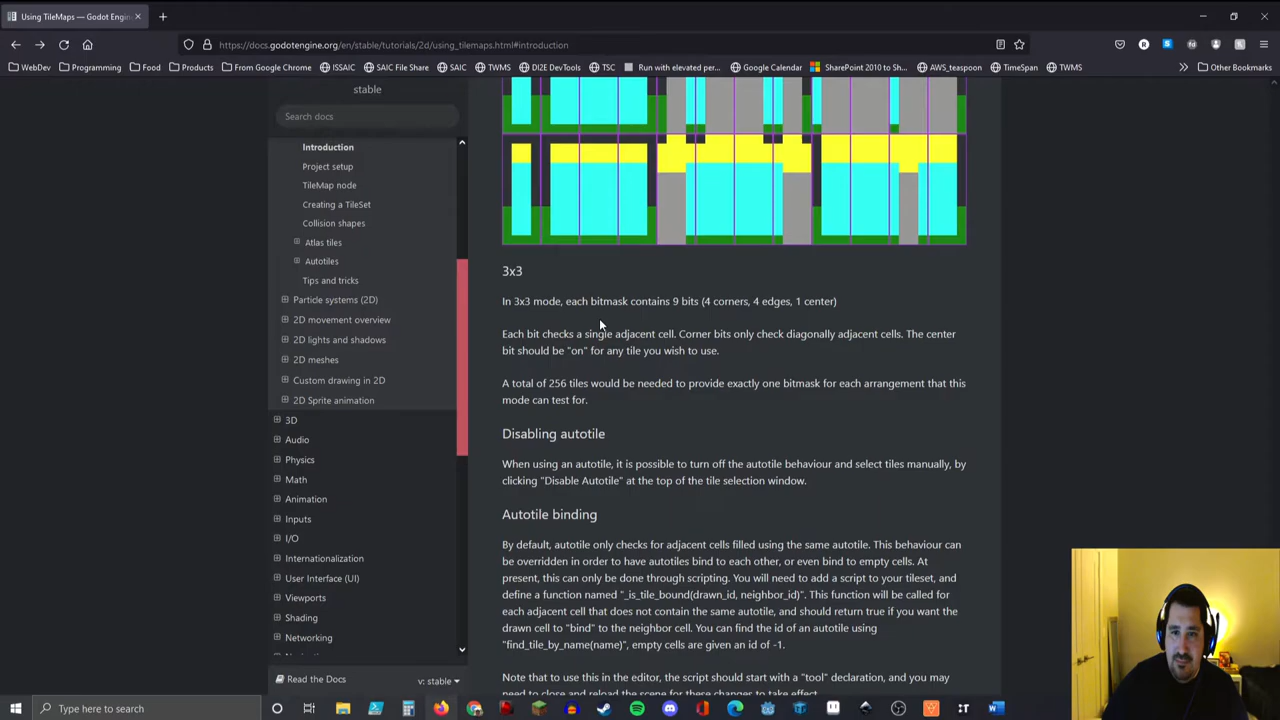 Using TileMaps — Godot Engin
https://docs.godotengine.org/en/stable/tutorials/2d/using_tilemaps.html#introduction
WebDev Programming Food Products From Google Chrome ISSAIC SAIC File Share SAIC TWMS DI2E DevTools TSC Run with elevated per... Google Calendar SharePoint 2010 to Sh... AWS_teaspoon TimeSpan TWMS Other Bookmarks
stable
Search docs
Introduction
Project setup
TileMap node
Creating a TileSet
Collision shapes
Atlas tiles
Autotiles
Tips and tricks
Particle systems (2D)
2D movement overview
2D lights and shadows
2D meshes
Custom drawing in 2D
2D Sprite animation
3D
Audio
Physics
Math
Animation
Inputs
I/O
Internationalization
User Interface (UI)
Viewports
Shading
Networking
Read the Docs
v: stable
3x3
In 3x3 mode, each bitmask contains 9 bits (4 corners, 4 edges, 1 center)
Each bit checks a single adjacent cell. Corner bits only check diagonally adjacent cells. The center
bit should be "on" for any tile you wish to use.
A total of 256 tiles would be needed to provide exactly one bitmask for each arrangement that this
mode can test for.
Disabling autotile
When using an autotile, it is possible to turn off the autotile behaviour and select tiles manually, by
clicking "Disable Autotile" at the top of the tile selection window.
Autotile binding
By default, autotile only checks for adjacent cells filled using the same autotile. This behaviour can
be overridden in order to have autotiles bind to each other, or even bind to empty cells. At
present, this can only be done through scripting. You will need to add a script to your tileset, and
define a function named "_is_tile_bound(drawn_id, neighbor_id)". This function will be called for
each adjacent cell that does not contain the same autotile, and should return true if you want the
drawn cell to "bind" to the neighbor cell. You can find the id of an autotile using
"find_tile_by_name(name)", empty cells are given an id of -1.
Note that to use this in the editor, the script should start with a "tool" declaration, and you may
need to close and reload the scene for these changes to take effect.
Type here to search